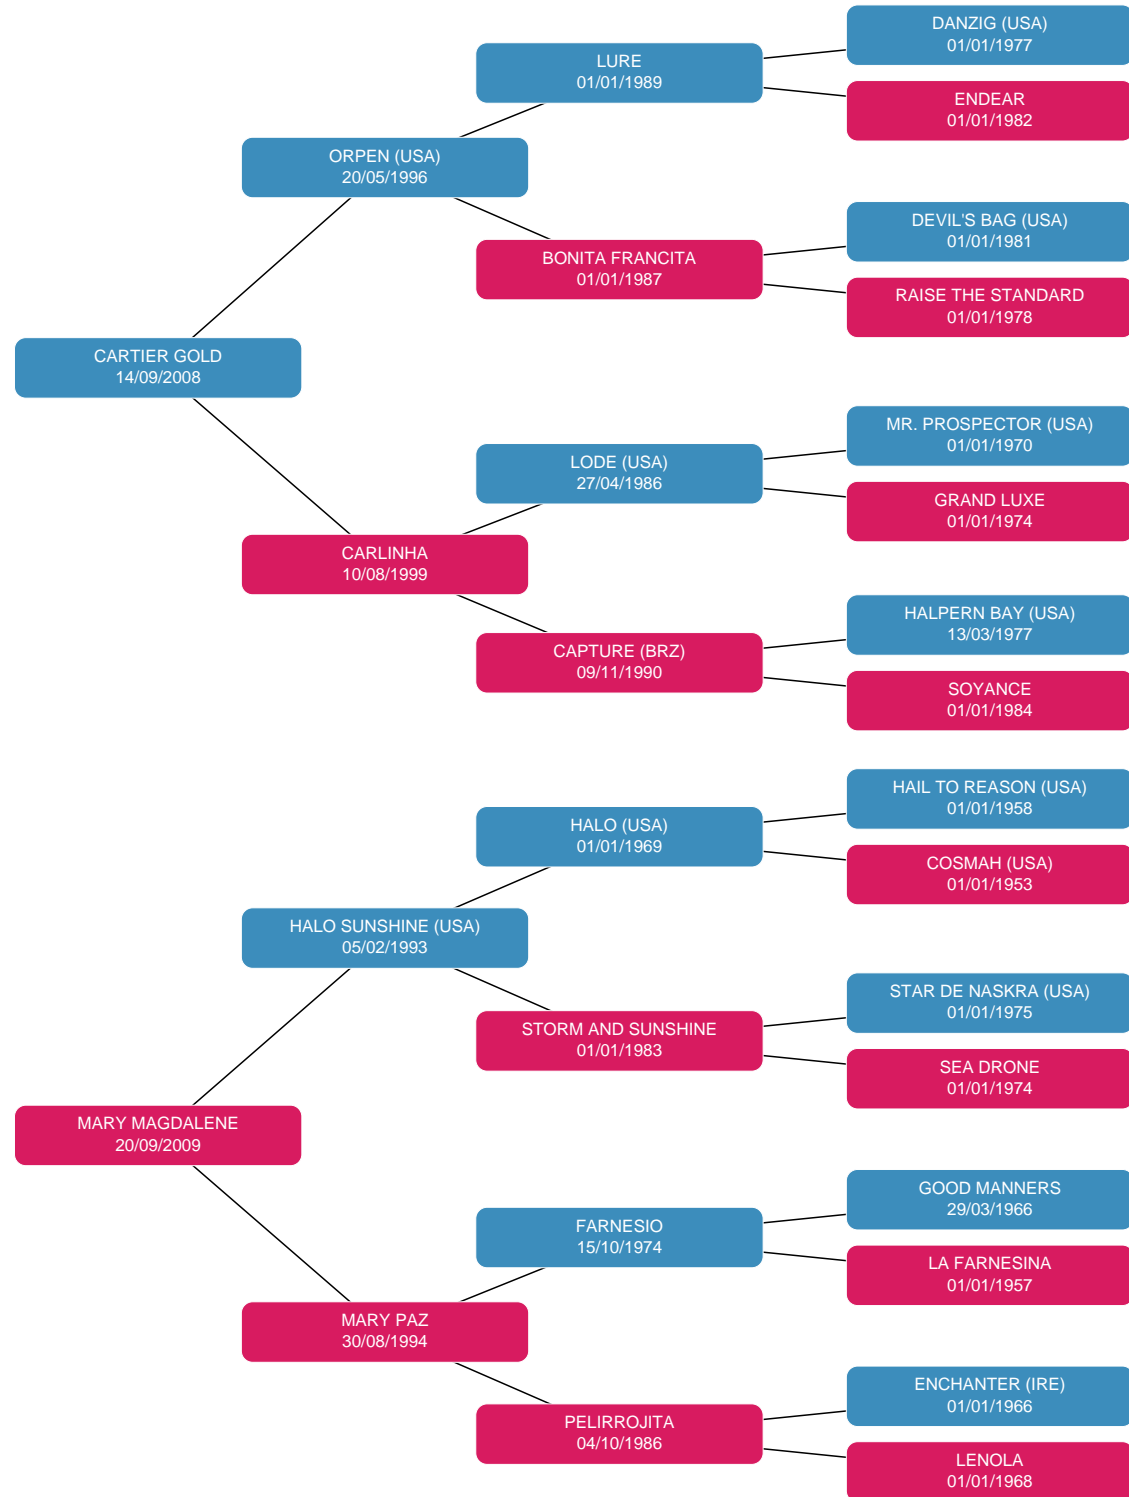 DANZIG (USA)
01/01/1977
LURE
01/01/1989
ENDEAR
01/01/1982
ORPEN (USA)
20/05/1996
DEVIL'S BAG (USA)
01/01/1981
BONITA FRANCITA
01/01/1987
RAISE THE STANDARD
01/01/1978
CARTIER GOLD
14/09/2008
MR. PROSPECTOR (USA)
01/01/1970
LODE (USA)
27/04/1986
GRAND LUXE
01/01/1974
CARLINHA
10/08/1999
HALPERN BAY (USA)
13/03/1977
CAPTURE (BRZ)
09/11/1990
SOYANCE
01/01/1984
HAIL TO REASON (USA)
01/01/1958
HALO (USA)
01/01/1969
COSMAH (USA)
01/01/1953
HALO SUNSHINE (USA)
05/02/1993
STAR DE NASKRA (USA)
01/01/1975
STORM AND SUNSHINE
01/01/1983
SEA DRONE
01/01/1974
MARY MAGDALENE
20/09/2009
GOOD MANNERS
29/03/1966
FARNESIO
15/10/1974
LA FARNESINA
01/01/1957
MARY PAZ
30/08/1994
ENCHANTER (IRE)
01/01/1966
PELIRROJITA
04/10/1986
LENOLA
01/01/1968